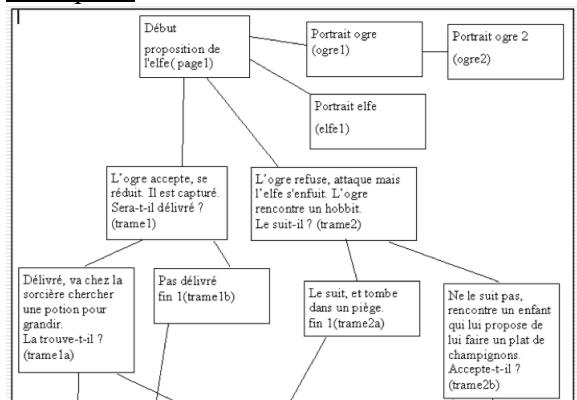 Début
proposition de
l'elfe( page1)
Portrait ogre
(ogre1)
Portrait ogre 2
(ogre2)
Portrait elfe
(elfe1)
L'ogre accepte, se
réduit. Il est capturé.
Sera-t-il délivré ?
(trame1)
L'ogre refuse, attaque mais
l'elfe s'enfuit. L'ogre
rencontre un hobbit.
Le suit-il ? (trame2)
Délivré, va chez la
sorcière chercher
une potion pour
grandir.
La trouve-t-il ?
(trame1a)
Pas délivré
fin 1(trame1b)
Le suit, et tombe
dans un piège.
fin 1(trame2a)
Ne le suit pas,
rencontre un enfant
qui lui propose de
lui faire un plat de
champignons.
Accepte-t-il ?
(trame2b)